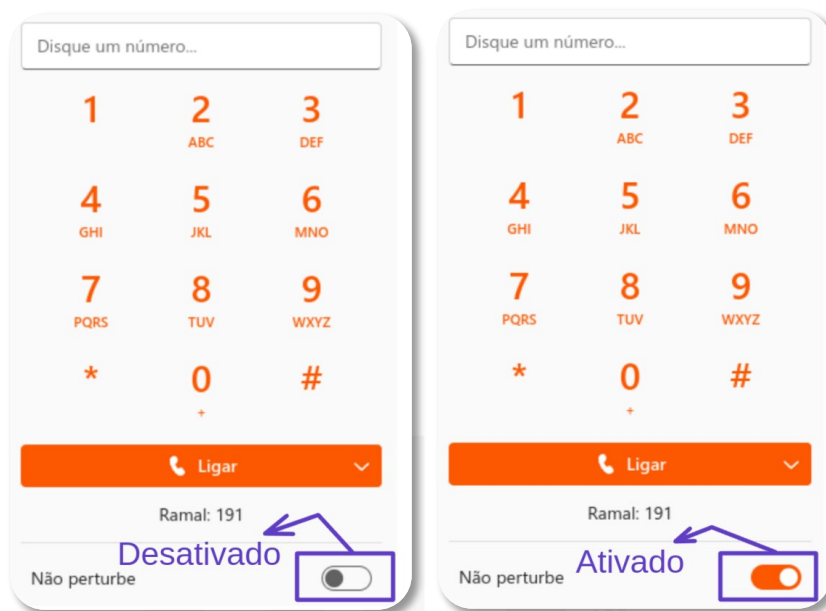 Disque um número...
1 2 3
ABC DEF
4 5 6
GHI JKL MNO
7 8 9
PQRS TUV WXYZ
* 0 #
+
Ligar
Ramal: 191
Desativado
Não perturbe
Disque um número...
1 2 3
ABC DEF
4 5 6
GHI JKL MNO
7 8 9
PQRS TUV WXYZ
* 0 #
+
Ligar
Ramal: 191
Ativado
Não perturbe